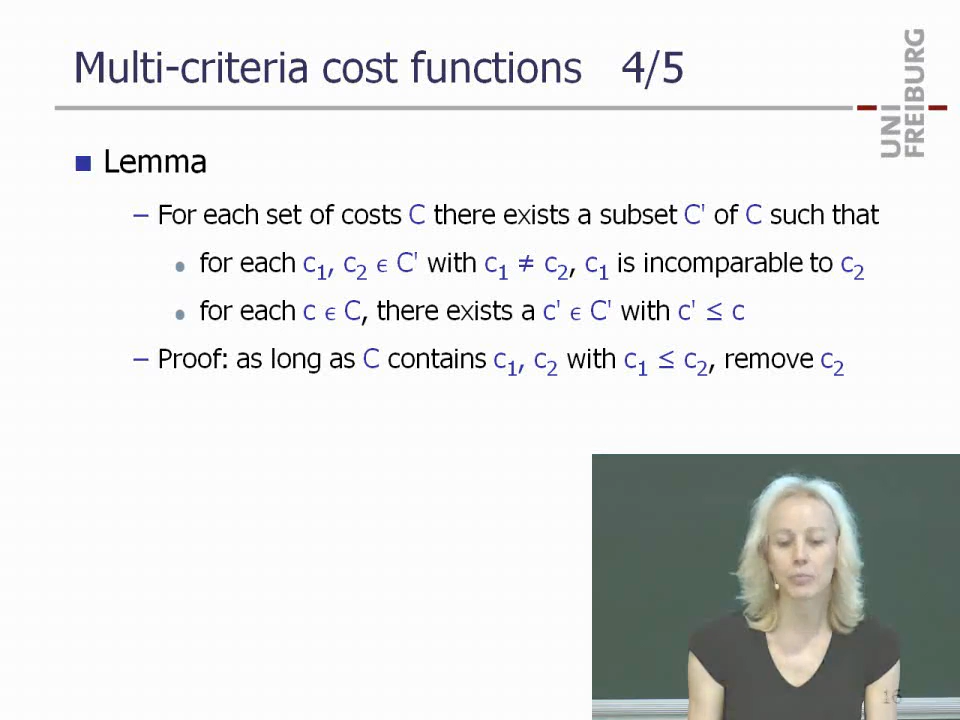 Multi-criteria cost functions 4/5
UNI
FREIBURG
Lemma
– For each set of costs C there exists a subset C' of C such that
for each c₁, c₂ ϵ C' with c₁ ≠ c₂, c₁ is incomparable to c₂
for each c ϵ C, there exists a c' ϵ C' with c' ≤ c
– Proof: as long as C contains c₁, c₂ with c₁ ≤ c₂, remove c₂
16